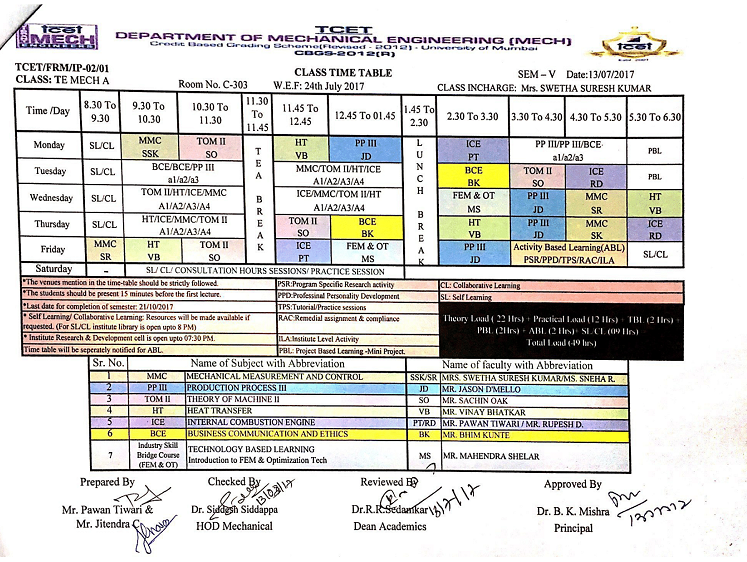 tcet
MECH
ENGINEERS
TCET
DEPARTMENT OF MECHANICAL ENGINEERING (MECH)
Credit Based Grading Scheme(Revised - 2012) - University of Mumbai
CBGS-2012(R)
tcet
TCET/FRM/IP-02/01
CLASS: TE MECH A
Room No. C-303
CLASS TIME TABLE
W.E.F: 24th July 2017
SEM – V Date:13/07/2017
CLASS INCHARGE: Mrs. SWETHA SURESH KUMAR
Time /Day 8.30 To 9.30 9.30 To 10.30 10.30 To 11.30 11.30 To 11.45 11.45 To 12.45 12.45 To 01.45 1.45 To 2.30 2.30 To 3.30 3.30 To 4.30 4.30 To 5.30 5.30 To 6.30
TEA BREAK
LUNCH BREAK
Monday SL/CL MMC SSK TOM II SO HT VB PP III JD ICE PT PP III/PP III/BCE- a1/a2/a3 PBL
Tuesday SL/CL BCE/BCE/PP III a1/a2/a3 MMC/TOM II/HT/ICE A1/A2/A3/A4 BCE BK TOM II SO ICE RD PBL
Wednesday SL/CL TOM II/HT/ICE/MMC A1/A2/A3/A4 ICE/MMC/TOM II/HT A1/A2/A3/A4 FEM & OT MS PP III JD MMC SR HT VB
Thursday SL/CL HT/ICE/MMC/TOM II A1/A2/A3/A4 TOM II SO BCE BK HT VB PP III JD MMC SK ICE RD
Friday MMC SR HT VB TOM II SO ICE PT FEM & OT MS PP III JD Activity Based Learning(ABL) PSR/PPD/TPS/RAC/ILA SL/CL
Saturday – SL/ CL/ CONSULTATION HOURS SESSIONS/ PRACTICE SESSION
*The venues mention in the time-table should be strictly followed.
*The students should be present 15 minutes before the first lecture.
*Last date for completion of semester: 21/10/2017
* Self Learning/ Collaborative Learning: Resources will be made available if requested. (For SL/CL institute library is open upto 8 PM)
* Institute Research & Development cell is open upto 07:30 PM.
Time table will be seperately notified for ABL.
PSR:Program Specific Research activity
PPD:Professional Personality Development
TPS:Tutorial/Practice sessions
RAC:Remedial assignment & compliance
ILA:Institute Level Activity
PBL: Project Based Learning -Mini Project.
CL: Collaborative Learning
SL: Self Learning
Theory Load ( 22 Hrs) + Practical Load (12 Hrs) + TBL (2 Hrs) + PBL (2Hrs) + ABL (2 Hrs) + SL/CL (09 Hrs)
Total Load (49 hrs)
Sr. No. Name of Subject with Abbreviation Name of faculty with Abbreviation
1 MMC MECHANICAL MEASUREMENT AND CONTROL SSK/SR MRS. SWETHA SURESH KUMAR/MS. SNEHA R.
2 PP III PRODUCTION PROCESS III JD MR. JASON D'MELLO
3 TOM II THEORY OF MACHINE II SO MR. SACHIN OAK
4 HT HEAT TRANSFER VB MR. VINAY BHATKAR
5 ICE INTERNAL COMBUSTION ENGINE PT/RD MR. PAWAN TIWARI / MR. RUPESH D.
6 BCE BUSINESS COMMUNICATION AND ETHICS BK MR. BHIM KUNTE
7 Industry Skill Bridge Course (FEM & OT) TECHNOLOGY BASED LEARNING Introduction to FEM & Optimization Tech MS MR. MAHENDRA SHELAR
Prepared By Checked By Reviewed By Approved By
Mr. Pawan Tiwari & Dr. Siddesh Siddappa Dr.R.R.Sedamkar Dr. B. K. Mishra
Mr. Jitendra C HOD Mechanical Dean Academics Principal